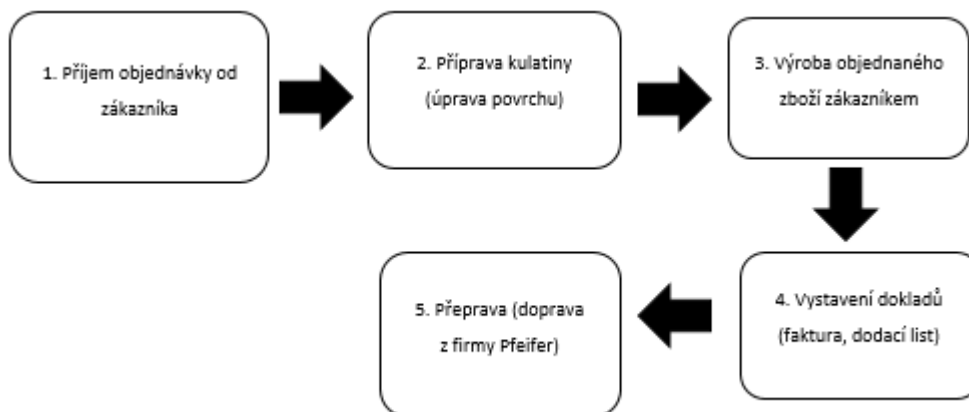 1. Příjem objednávky od
zákazníka
2. Příprava kulatiny
(úprava povrchu)
3. Výroba objednaného
zboží zákazníkem
4. Vystavení dokladů
(faktura, dodací list)
5. Přeprava (doprava
z firmy Pfeifer)